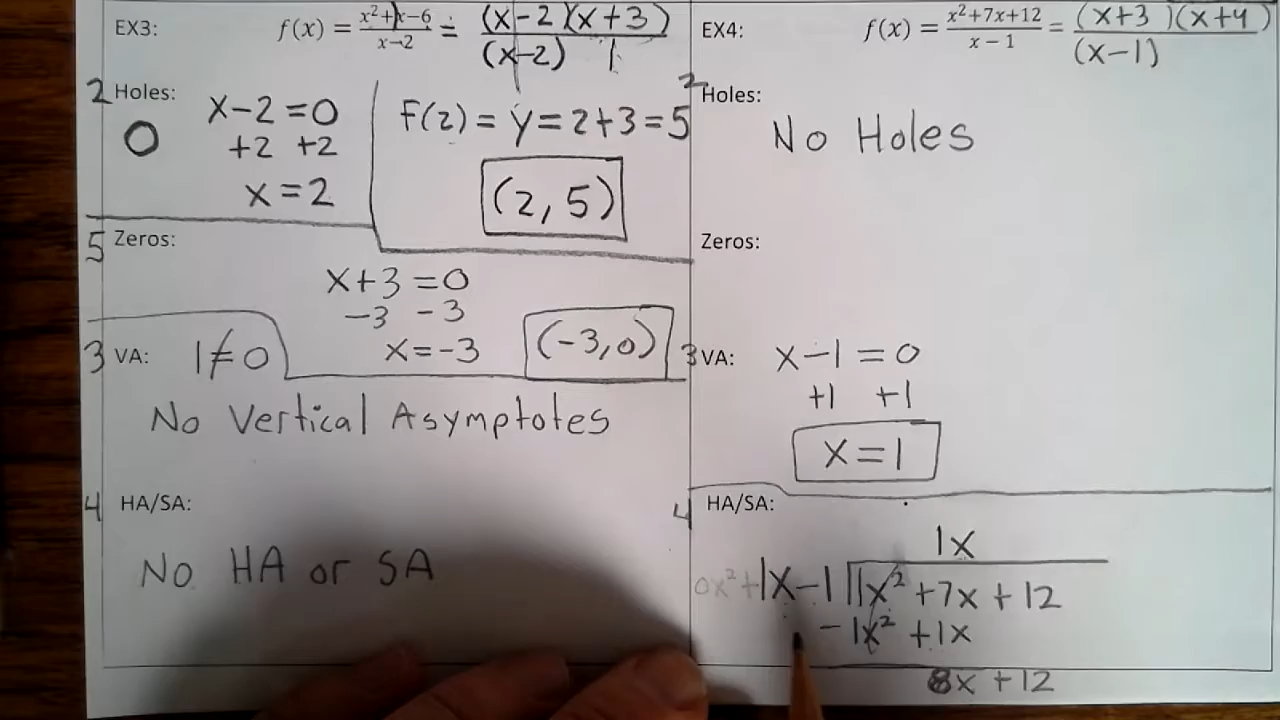 EX3: f(x) = x²+x−6 / x−2 = (x−2)(x+3) / (x−2) 1
2 Holes:
0
x−2=0
+2 +2
x=2
F(2) = y = 2+3 = 5
(2, 5)
5 Zeros:
x+3=0
−3 −3
x=−3
(−3,0)
3 VA: 1≠0
No Vertical Asymptotes
4 HA/SA:
No HA or SA
EX4: f(x) = x²+7x+12 / x − 1 = (x+3)(x+4) / (x−1)
2 Holes:
No Holes
Zeros:
3 VA: x−1=0
+1 +1
x=1
4 HA/SA:
1x
0x²+1x−1 1x²+7x+12
−1x²+1x
8x+12